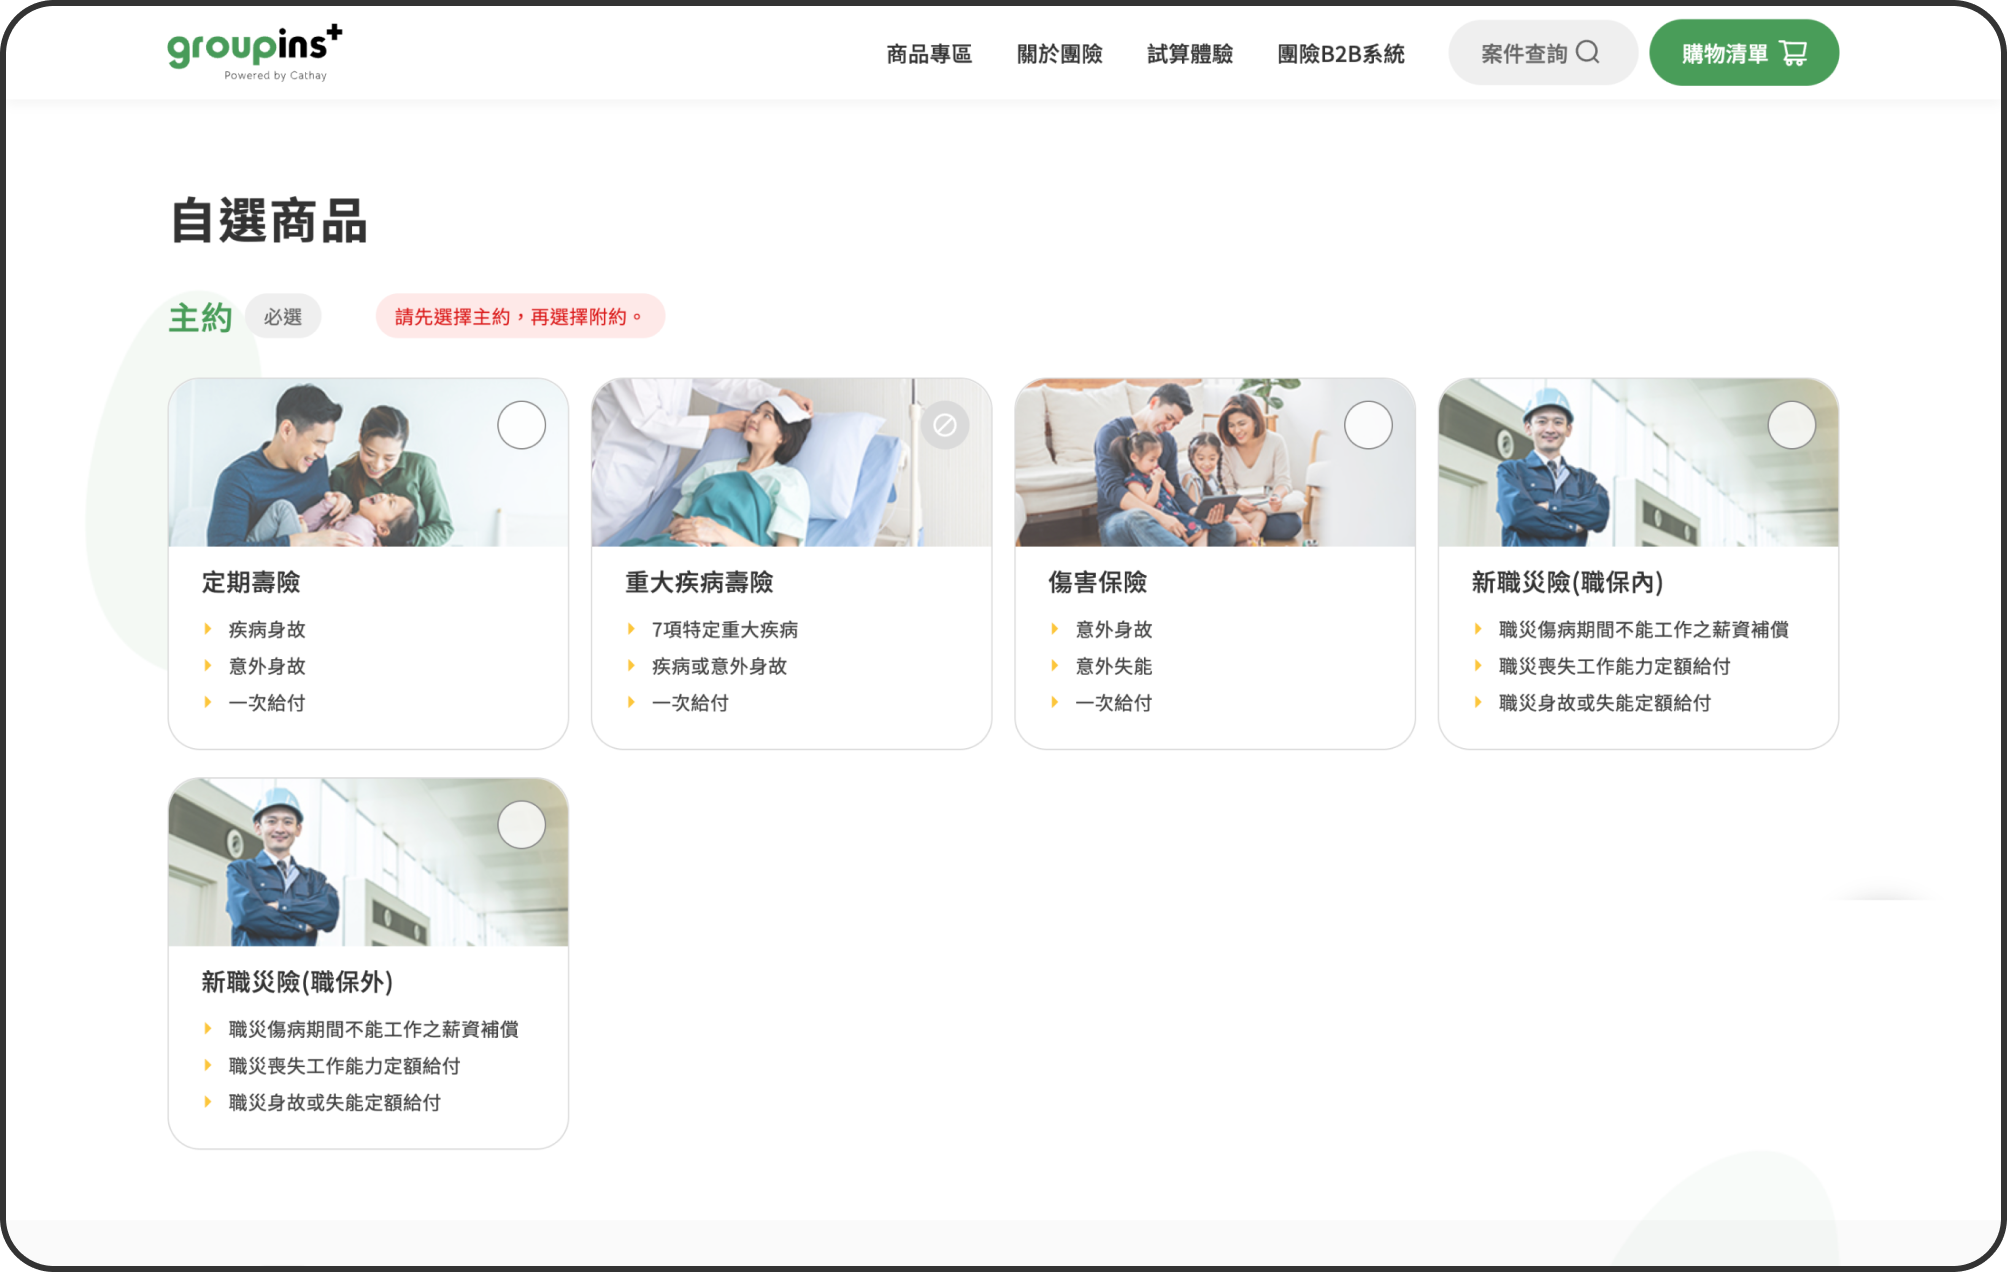 groupins+
Powered by Cathay
商品專區
關於團險
試算體驗
團險B2B系統
案件查詢
購物清單
自選商品
主約
必選
請先選擇主約，再選擇附約。
定期壽險
疾病身故
意外身故
一次給付
重大疾病壽險
7項特定重大疾病
疾病或意外身故
一次給付
傷害保險
意外身故
意外失能
一次給付
新職災險(職保內)
職災傷病期間不能工作之薪資補償
職災喪失工作能力定額給付
職災身故或失能定額給付
新職災險(職保外)
職災傷病期間不能工作之薪資補償
職災喪失工作能力定額給付
職災身故或失能定額給付